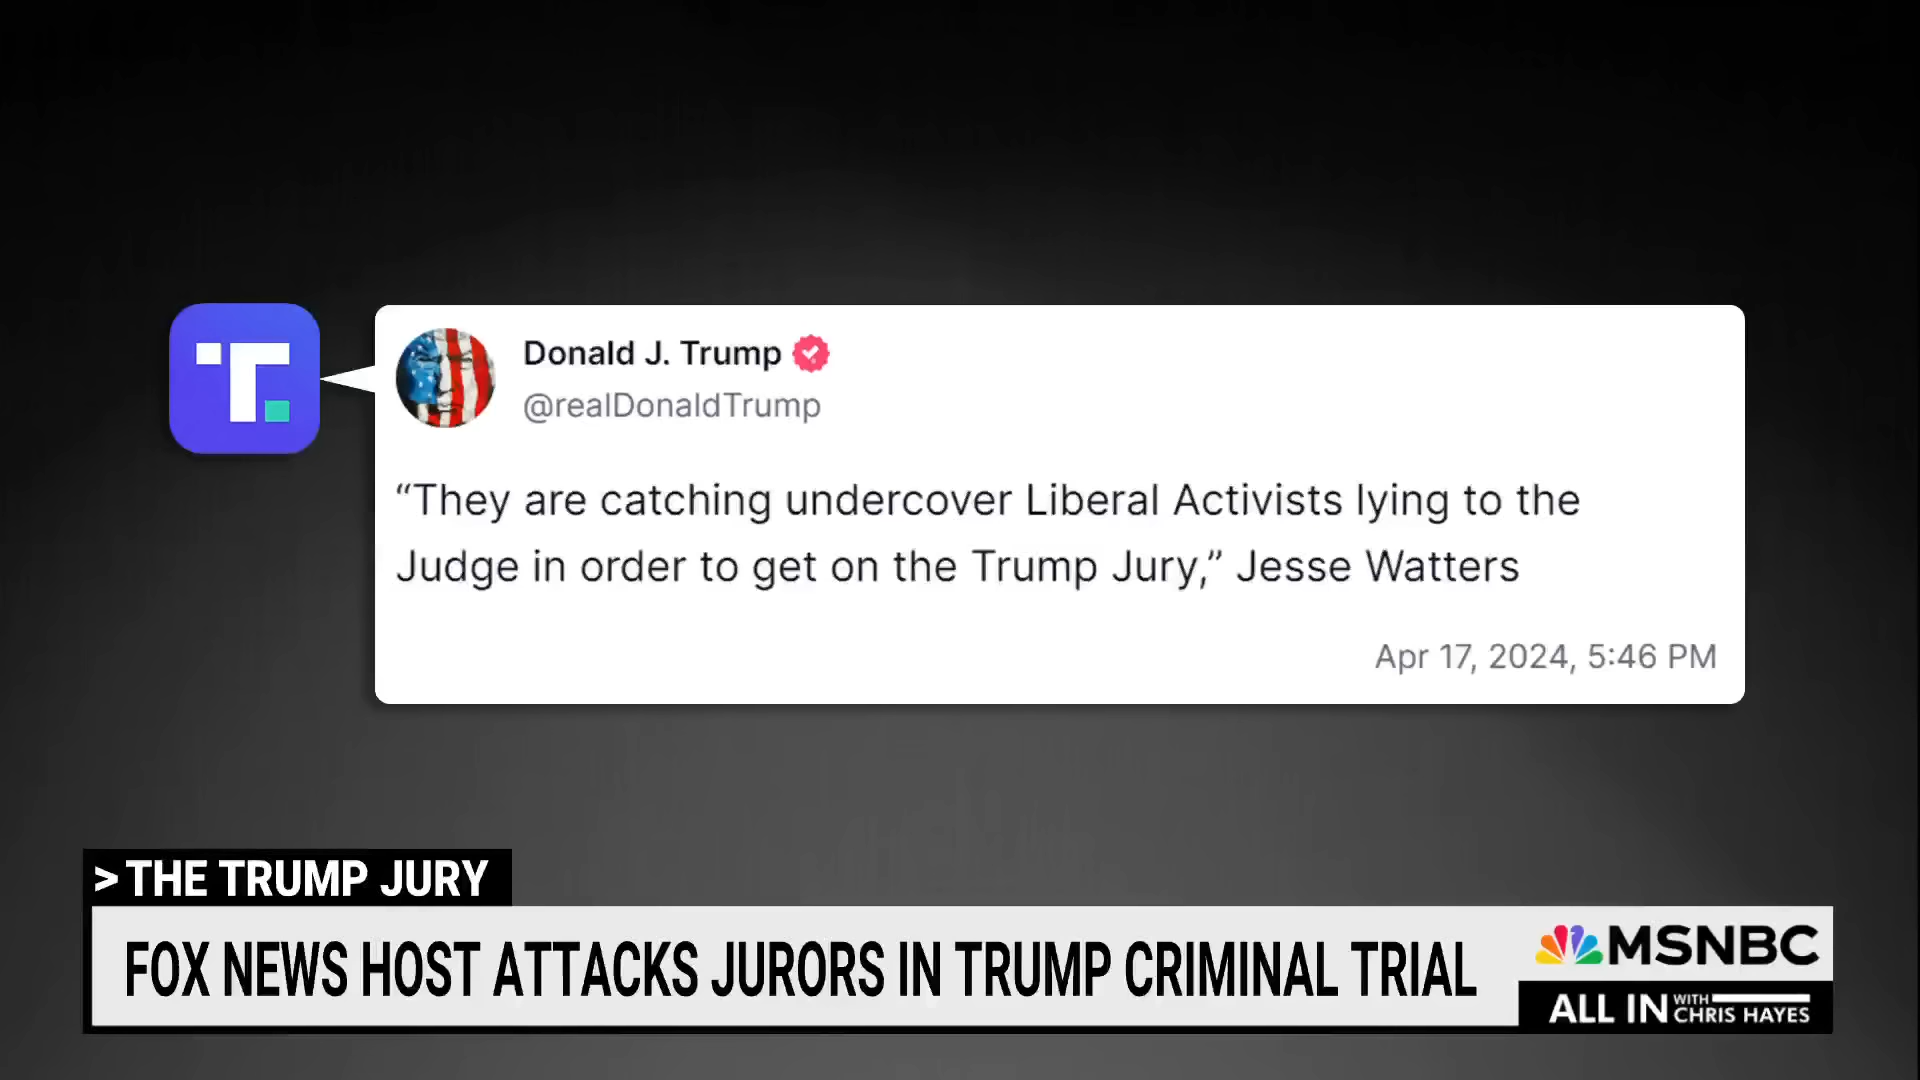 T.
Donald J. Trump
@realDonaldTrump
“They are catching undercover Liberal Activists lying to the
Judge in order to get on the Trump Jury,” Jesse Watters
Apr 17, 2024, 5:46 PM
>THE TRUMP JURY
FOX NEWS HOST ATTACKS JURORS IN TRUMP CRIMINAL TRIAL
MSNBC
ALL IN WITH CHRIS HAYES